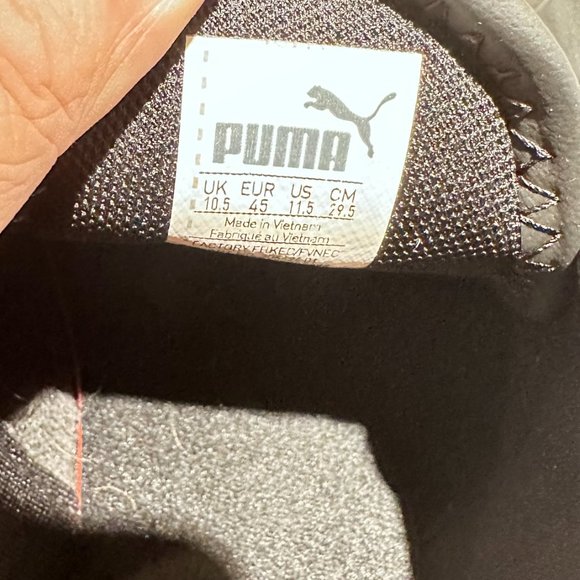 PUMA
UK EUR US CM
10.5 45 11.5 29.5
Made in Vietnam
Fabriqué au Vietnam